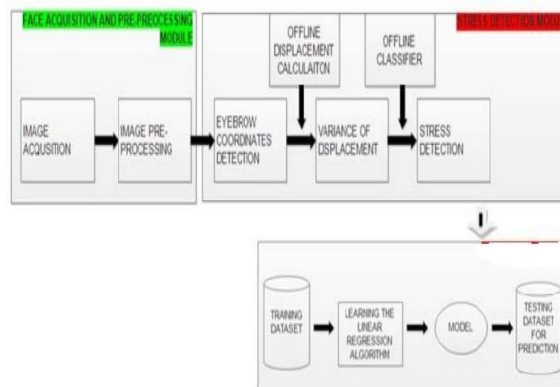 FACE ACQUISITION AND PRE-PREOCESSING
MODULE
STRESS DETECTION
OFFLINE
DISPLACEMENT
CALCULAITON
OFFLINE
CLASSIFIER
IMAGE
ACQUSITION
IMAGE PRE-
PROCESSING
EYEBROW
COORDINATES
DETECTION
VARIANCE OF
DISPLACEMENT
STRESS
DETECTION
TRAINING
DATASET
LEARNING THE
LINEAR
REGRESSION
ALGORITHM
MODEL
TESTING
DATASET
FOR
PREDICTION